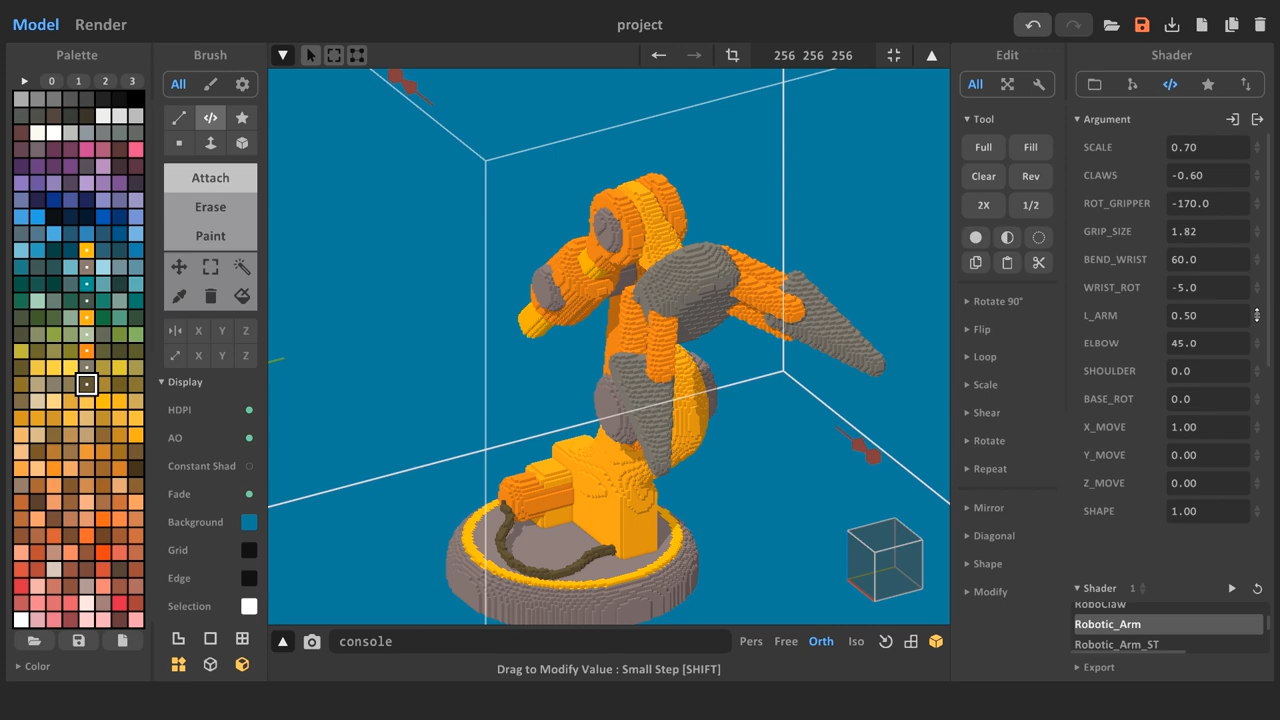 Model Render project
Palette Brush Edit Shader
256 256 256
0 1 2 3
All
All
Tool
Argument
Full Fill
Clear Rev
2X 1/2
Attach
Erase
Paint
X Y Z
X Y Z
Display
HDPI
AO
Constant Shad
Fade
Background
Grid
Edge
Selection
Color
Rotate 90°
Flip
Loop
Scale
Shear
Rotate
Repeat
Mirror
Diagonal
Shape
Modify
SCALE 0.70
CLAWS -0.60
ROT_GRIPPER -170.0
GRIP_SIZE 1.82
BEND_WRIST 60.0
WRIST_ROT -5.0
L_ARM 0.50
ELBOW 45.0
SHOULDER 0.0
BASE_ROT 0.0
X_MOVE 1.00
Y_MOVE 0.00
Z_MOVE 0.00
SHAPE 1.00
Shader 1
RoboClaw
Robotic_Arm
Robotic_Arm_ST
Export
console
Pers Free Orth Iso
Drag to Modify Value : Small Step [SHIFT]